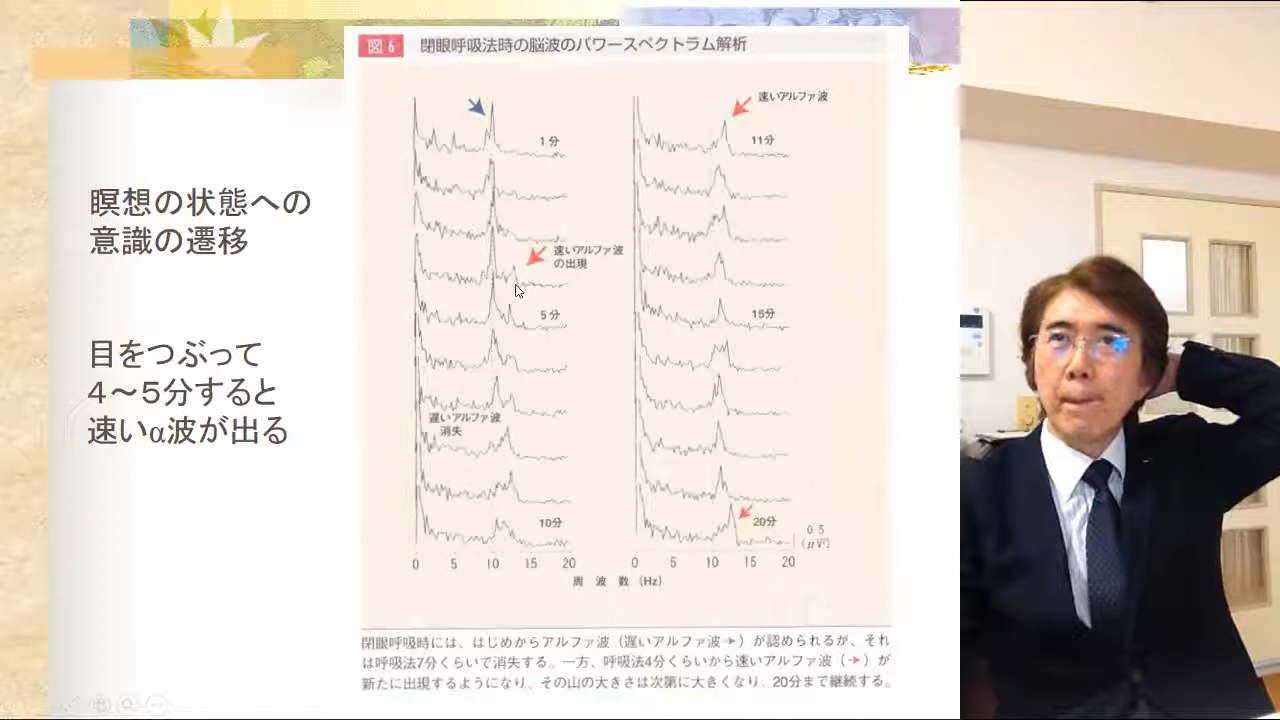 瞑想の状態への
意識の遷移
目をつぶって
4～5分すると
速いα波が出る
図6 閉眼呼吸法時の脳波のパワースペクトラム解析
1分
速いアルファ波
の出現
5分
遅いアルファ波
消失
10分
0 5 10 15 20
速いアルファ波
11分
15分
20分
0 5
(μV²)
0 5 10 15 20
周 波 数 (Hz)
閉眼呼吸時には、はじめからアルファ波（遅いアルファ波→）が認められるが、それ
は呼吸法7分くらいで消失する。一方、呼吸法4分くらいから速いアルファ波（→）が
新たに出現するようになり、その山の大きさは次第に大きくなり、20分まで継続する。